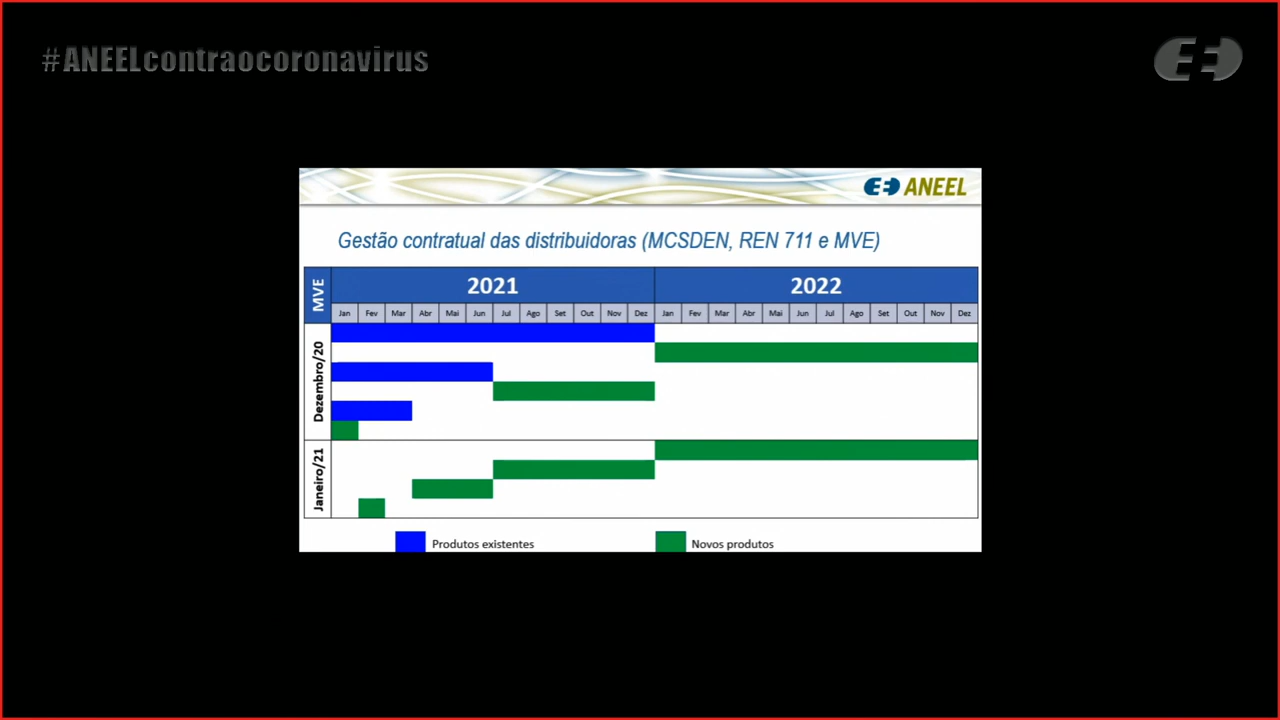 #ANEELcontraocoronavirus
ANEEL
Gestão contratual das distribuidoras (MCSDEN, REN 711 e MVE)
MVE
2021
2022
Jan Fev Mar Abr Mai Jun Jul Ago Set Out Nov Dez Jan Fev Mar Abr Mai Jun Jul Ago Set Out Nov Dez
Dezembro/20
Janeiro/21
Produtos existentes
Novos produtos